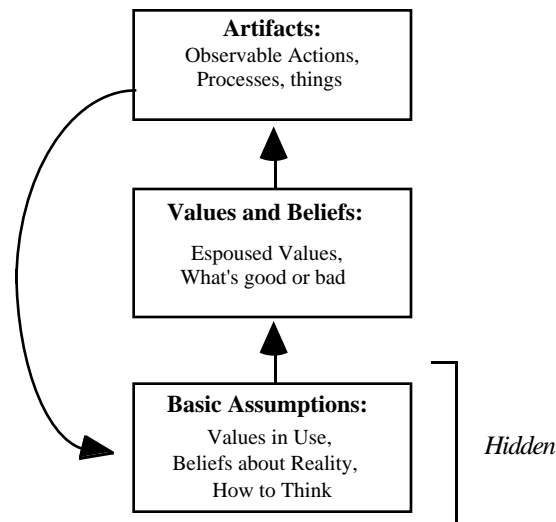 Artifacts:
Observable Actions,
Processes, things
Values and Beliefs:
Espoused Values,
What's good or bad
Basic Assumptions:
Values in Use,
Beliefs about Reality,
How to Think
Hidden